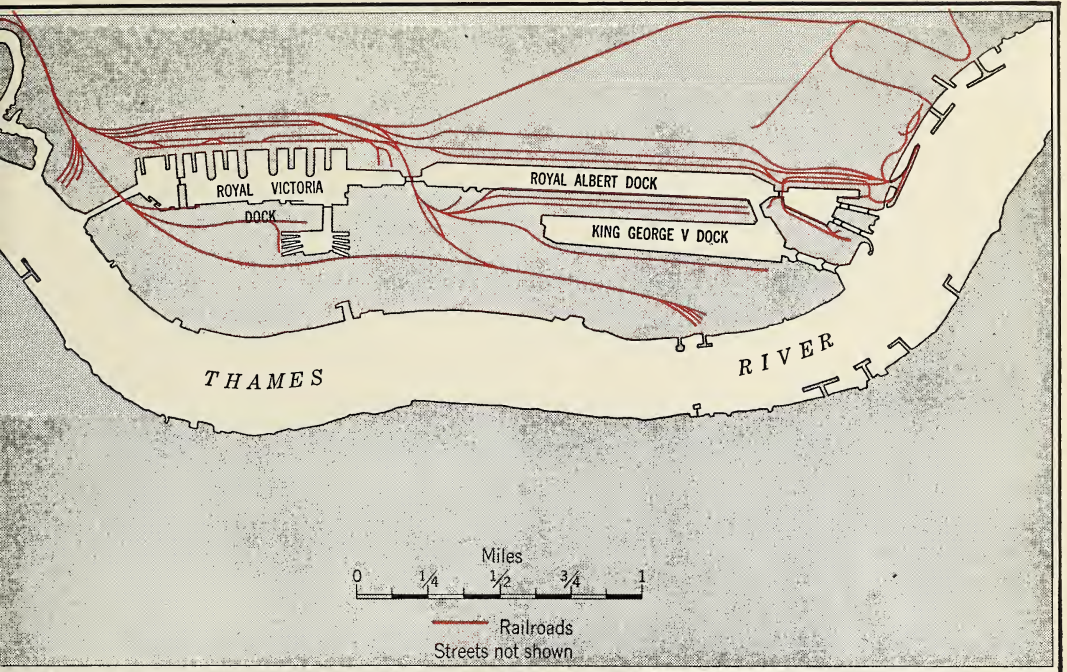 ROYAL VICTORIA
DOCK
ROYAL ALBERT DOCK
KING GEORGE V DOCK
THAMES
RIVER
Miles
0 1/4 1/2 3/4 1
Railroads
Streets not shown